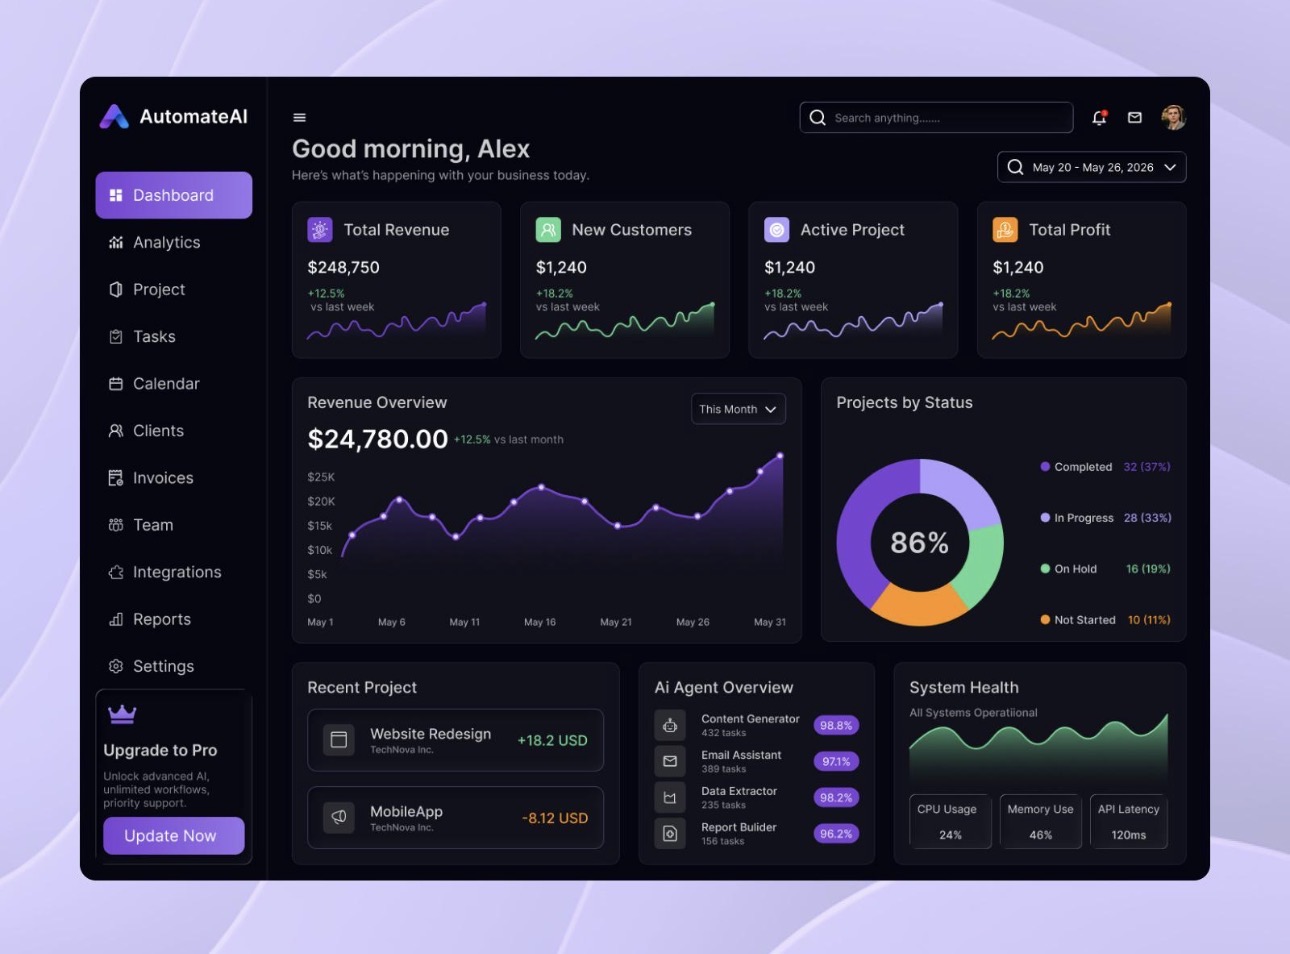 AutomateAI
Dashboard
Analytics
Project
Tasks
Calendar
Clients
Invoices
Team
Integrations
Reports
Settings
Upgrade to Pro
Unlock advanced AI,
unlimited workflows,
priority support.
Update Now
Search anything.......
Good morning, Alex
Here's what's happening with your business today.
May 20 - May 26, 2026
Total Revenue
$248,750
+12.5%
vs last week
New Customers
$1,240
+18.2%
vs last week
Active Project
$1,240
+18.2%
vs last week
Total Profit
$1,240
+18.2%
vs last week
Revenue Overview
This Month
$24,780.00 +12.5% vs last month
$25K
$20K
$15k
$10k
$5k
$0
May 1 May 6 May 11 May 16 May 21 May 26 May 31
Projects by Status
86%
Completed 32 (37%)
In Progress 28 (33%)
On Hold 16 (19%)
Not Started 10 (11%)
Recent Project
Website Redesign
TechNova Inc.
+18.2 USD
MobileApp
TechNova Inc.
-8.12 USD
Ai Agent Overview
Content Generator
432 tasks
98.8%
Email Assistant
389 tasks
97.1%
Data Extractor
235 tasks
98.2%
Report Bulider
156 tasks
96.2%
System Health
All Systems Operatiional
CPU Usage
24%
Memory Use
46%
API Latency
120ms